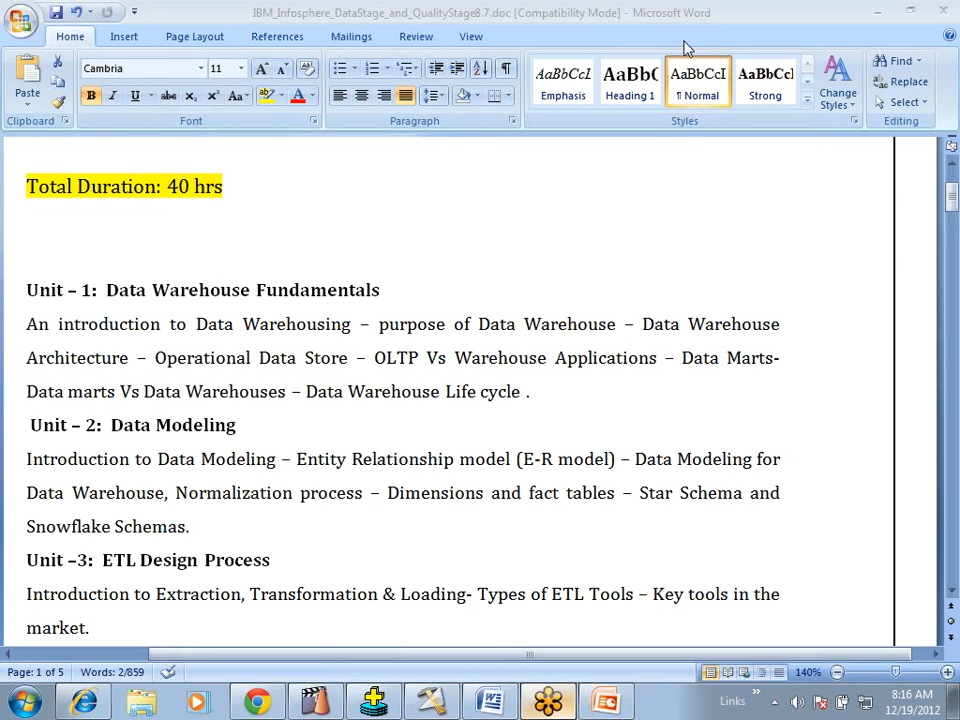 IBM_Infosphere_DataStage_and_QualityStage8.7.doc [Compatibility Mode] - Microsoft Word
Home Insert Page Layout References Mailings Review View
Paste
Cambria 11
AaBbCcI AaBbC AaBbCcI AaBbCcI
Emphasis Heading 1 ¶ Normal Strong
Change Styles
Find
Replace
Select
Clipboard Font Paragraph Styles Editing
Total Duration: 40 hrs
Unit – 1: Data Warehouse Fundamentals
An introduction to Data Warehousing – purpose of Data Warehouse – Data Warehouse
Architecture – Operational Data Store – OLTP Vs Warehouse Applications – Data Marts-
Data marts Vs Data Warehouses – Data Warehouse Life cycle .
Unit – 2: Data Modeling
Introduction to Data Modeling – Entity Relationship model (E-R model) – Data Modeling for
Data Warehouse, Normalization process – Dimensions and fact tables – Star Schema and
Snowflake Schemas.
Unit –3: ETL Design Process
Introduction to Extraction, Transformation & Loading- Types of ETL Tools – Key tools in the
market.
Page: 1 of 5 Words: 2/859 140%
Links 8:16 AM
12/19/2012